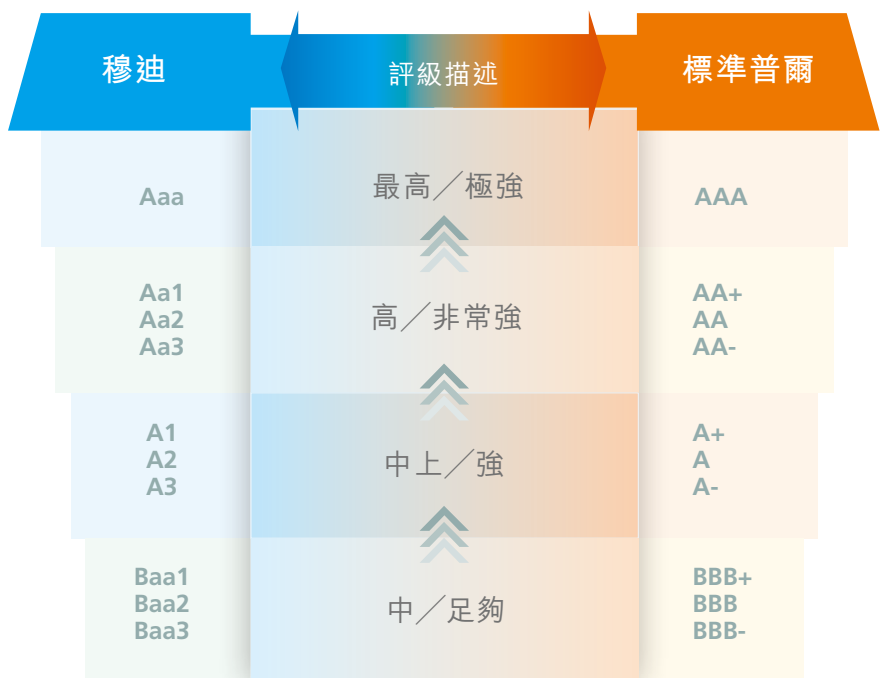 穆迪
評級描述
標準普爾
Aaa
最高／極強
AAA
Aa1
Aa2
Aa3
高／非常強
AA+
AA
AA-
A1
A2
A3
中上／強
A+
A
A-
Baa1
Baa2
Baa3
中／足夠
BBB+
BBB
BBB-